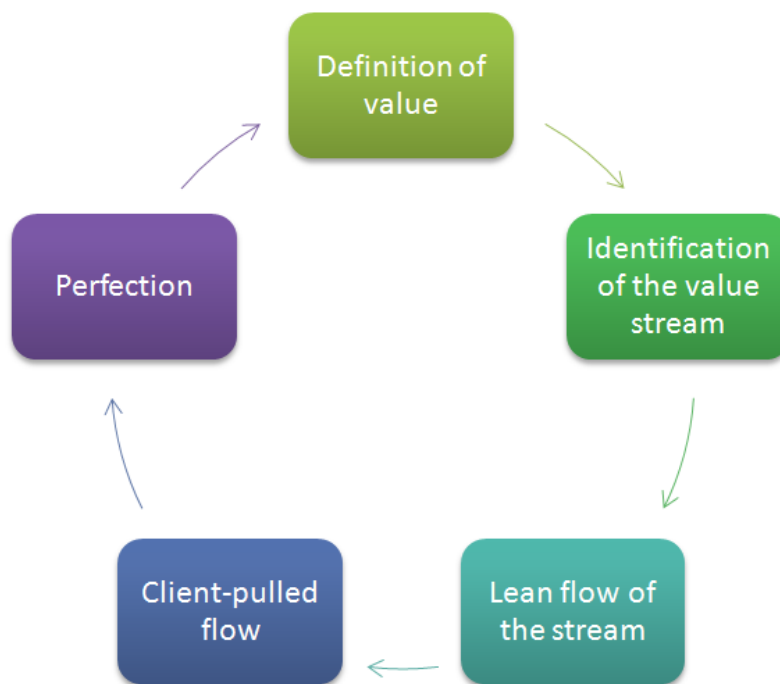 Definition of
value
Identification
of the value
stream
Lean flow of
the stream
Client-pulled
flow
Perfection